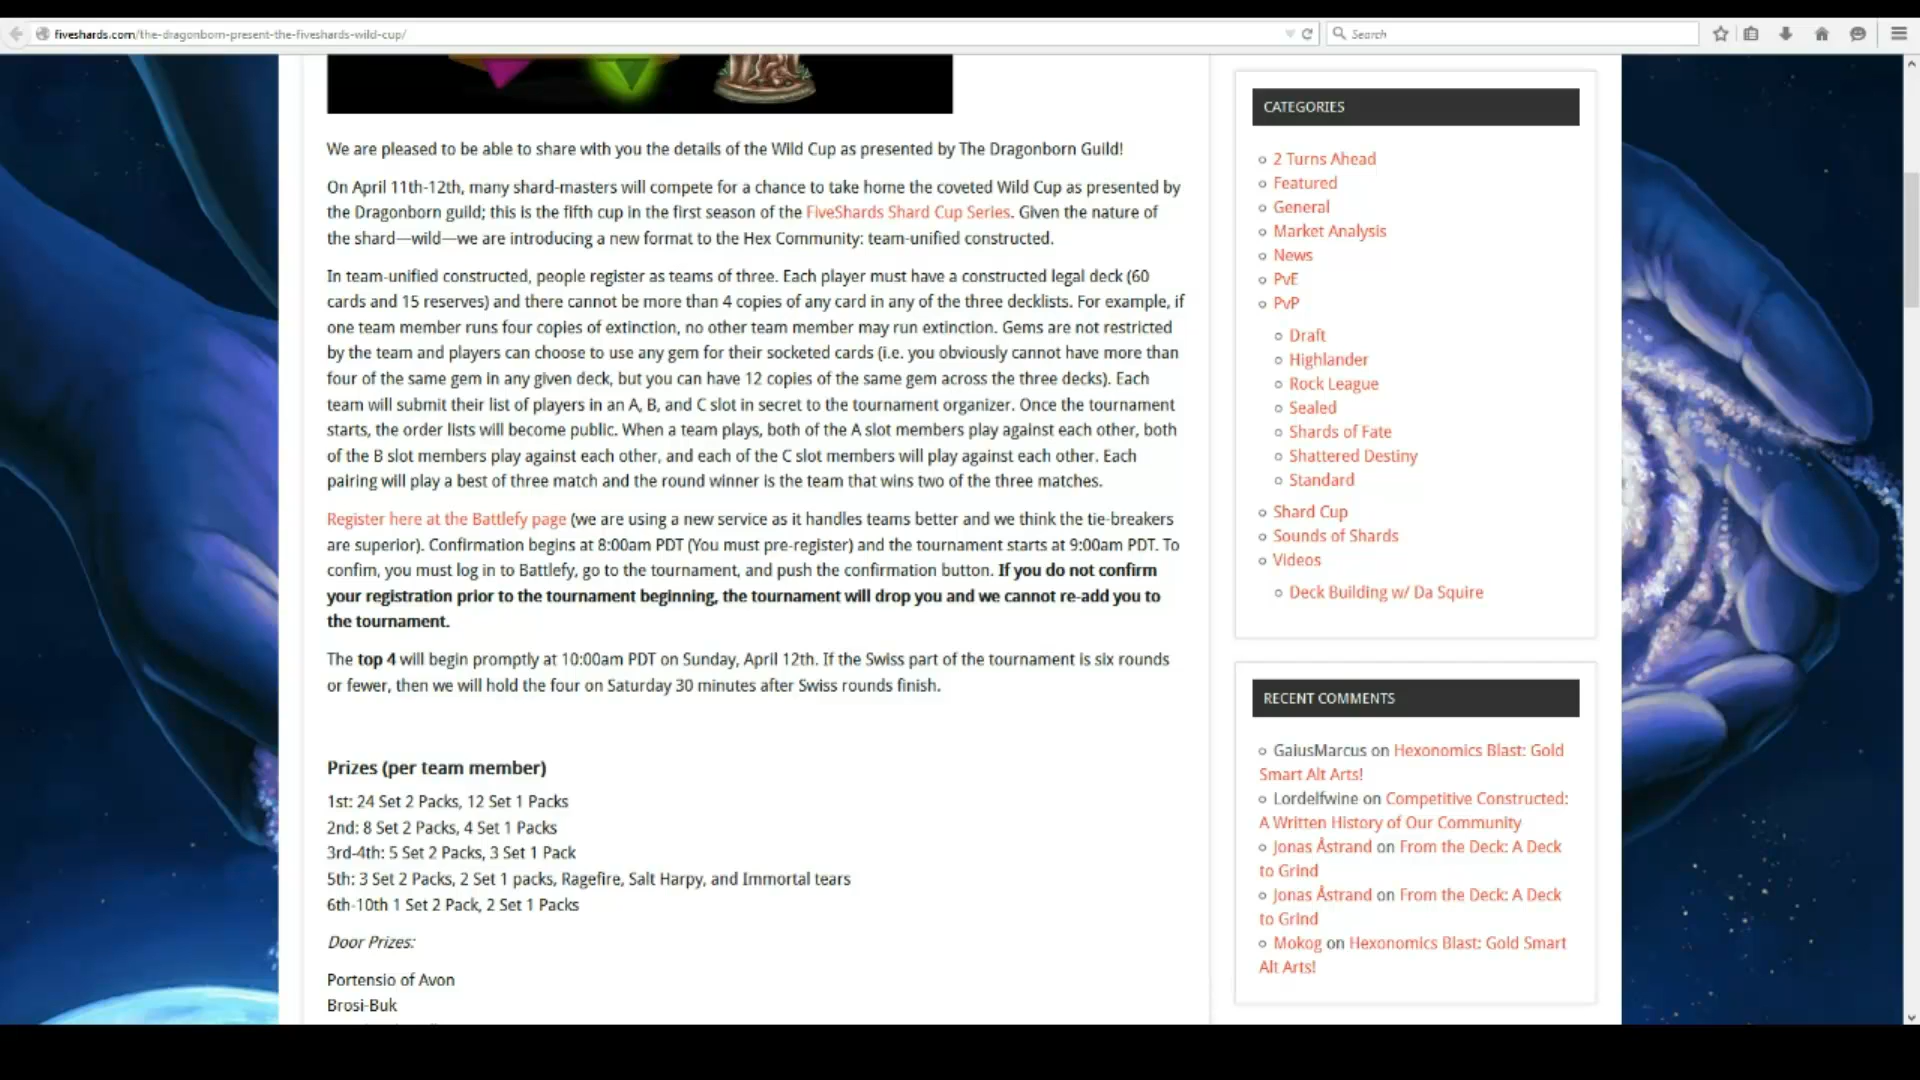 fiveshards.com/the-dragonborn-present-the-fiveshards-wild-cup/
Search
We are pleased to be able to share with you the details of the Wild Cup as presented by The Dragonborn Guild!
On April 11th-12th, many shard-masters will compete for a chance to take home the coveted Wild Cup as presented by
the Dragonborn guild; this is the fifth cup in the first season of the FiveShards Shard Cup Series. Given the nature of
the shard—wild—we are introducing a new format to the Hex Community: team-unified constructed.
In team-unified constructed, people register as teams of three. Each player must have a constructed legal deck (60
cards and 15 reserves) and there cannot be more than 4 copies of any card in any of the three decklists. For example, if
one team member runs four copies of extinction, no other team member may run extinction. Gems are not restricted
by the team and players can choose to use any gem for their socketed cards (i.e. you obviously cannot have more than
four of the same gem in any given deck, but you can have 12 copies of the same gem across the three decks). Each
team will submit their list of players in an A, B, and C slot in secret to the tournament organizer. Once the tournament
starts, the order lists will become public. When a team plays, both of the A slot members play against each other, both
of the B slot members play against each other, and each of the C slot members will play against each other. Each
pairing will play a best of three match and the round winner is the team that wins two of the three matches.
Register here at the Battlefy page (we are using a new service as it handles teams better and we think the tie-breakers
are superior). Confirmation begins at 8:00am PDT (You must pre-register) and the tournament starts at 9:00am PDT. To
confim, you must log in to Battlefy, go to the tournament, and push the confirmation button. If you do not confirm
your registration prior to the tournament beginning, the tournament will drop you and we cannot re-add you to
the tournament.
The top 4 will begin promptly at 10:00am PDT on Sunday, April 12th. If the Swiss part of the tournament is six rounds
or fewer, then we will hold the four on Saturday 30 minutes after Swiss rounds finish.
Prizes (per team member)
1st: 24 Set 2 Packs, 12 Set 1 Packs
2nd: 8 Set 2 Packs, 4 Set 1 Packs
3rd-4th: 5 Set 2 Packs, 3 Set 1 Pack
5th: 3 Set 2 Packs, 2 Set 1 packs, Ragefire, Salt Harpy, and Immortal tears
6th-10th 1 Set 2 Pack, 2 Set 1 Packs
Door Prizes:
Portensio of Avon
Brosi-Buk
CATEGORIES
2 Turns Ahead
Featured
General
Market Analysis
News
PvE
PvP
Draft
Highlander
Rock League
Sealed
Shards of Fate
Shattered Destiny
Standard
Shard Cup
Sounds of Shards
Videos
Deck Building w/ Da Squire
RECENT COMMENTS
GaiusMarcus on Hexonomics Blast: Gold
Smart Alt Arts!
Lordelfwine on Competitive Constructed:
A Written History of Our Community
Jonas Åstrand on From the Deck: A Deck
to Grind
Jonas Åstrand on From the Deck: A Deck
to Grind
Mokog on Hexonomics Blast: Gold Smart
Alt Arts!